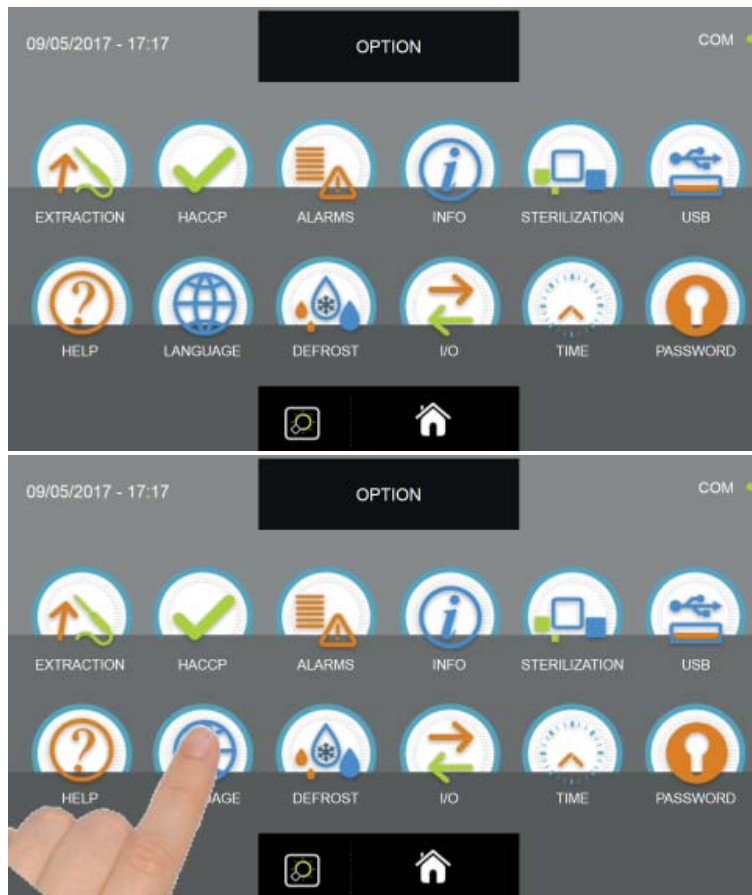 09/05/2017 - 17:17 OPTION COM
EXTRACTION HACCP ALARMS INFO STERILIZATION USB
HELP LANGUAGE DEFROST I/O TIME PASSWORD
09/05/2017 - 17:17 OPTION COM
EXTRACTION HACCP ALARMS INFO STERILIZATION USB
HELP AGE DEFROST I/O TIME PASSWORD